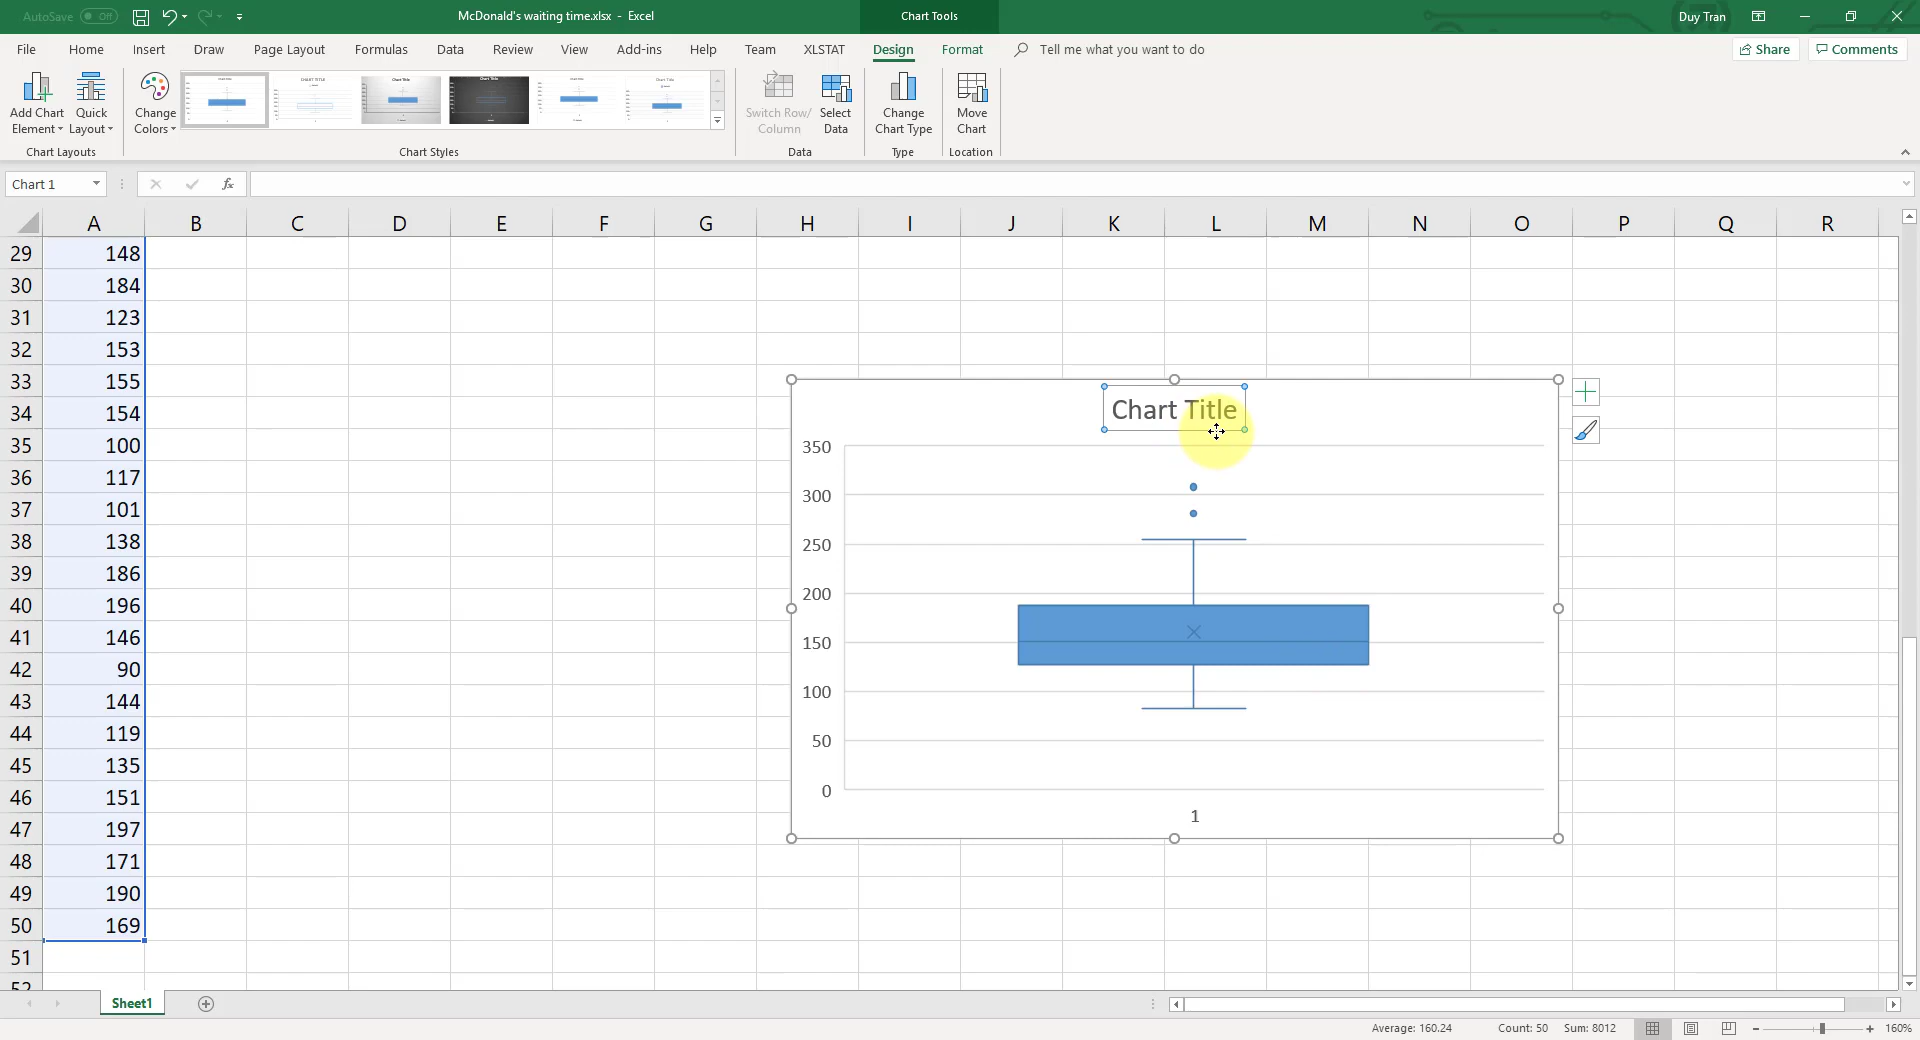 AutoSave Off McDonald's waiting time.xlsx - Excel Chart Tools Duy Tran
File Home Insert Draw Page Layout Formulas Data Review View Add-ins Help Team XLSTAT Design Format Tell me what you want to do Share Comments
Add Chart Element
Quick Layout
Change Colors
Switch Row/ Column
Select Data
Change Chart Type
Move Chart
Chart Layouts Chart Styles Data Type Location
Chart 1 fx
A B C D E F G H I J K L M N O P Q R
29 148
30 184
31 123
32 153
33 155
34 154
35 100
36 117
37 101
38 138
39 186
40 196
41 146
42 90
43 144
44 119
45 135
46 151
47 197
48 171
49 190
50 169
51
52
Chart Title
350
300
250
200
150
100
50
0
1
Sheet1
Average: 160.24 Count: 50 Sum: 8012 160%